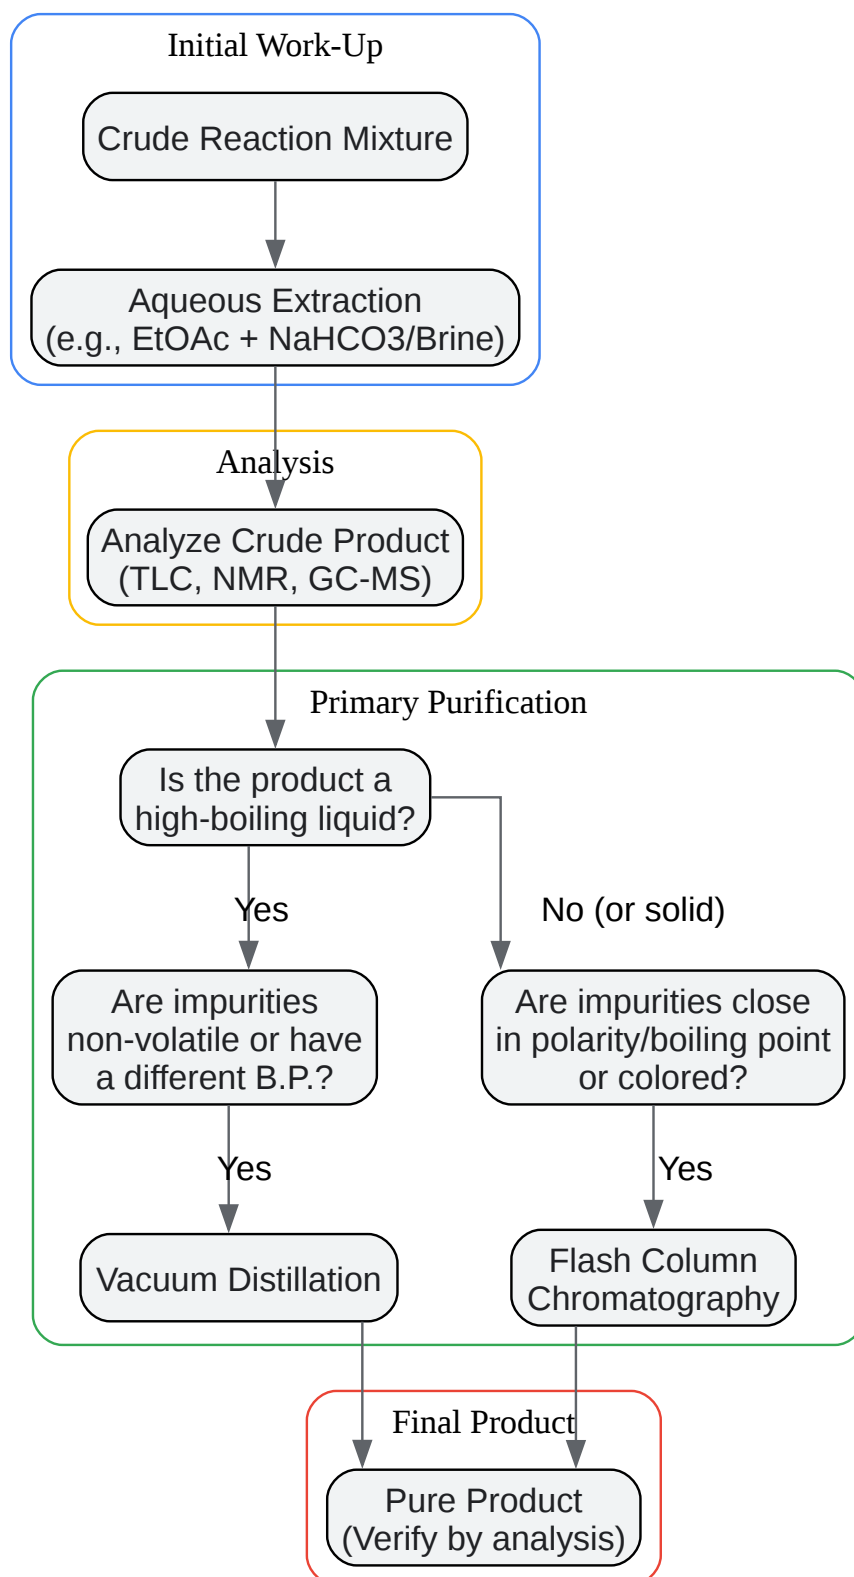 Initial Work-Up
Crude Reaction Mixture
Aqueous Extraction
(e.g., EtOAc + NaHCO3/Brine)
Analysis
Analyze Crude Product
(TLC, NMR, GC-MS)
Primary Purification
Is the product a
high-boiling liquid?
Yes
No (or solid)
Are impurities
non-volatile or have
a different B.P.?
Are impurities close
in polarity/boiling point
or colored?
Yes
Yes
Vacuum Distillation
Flash Column
Chromatography
Final Product
Pure Product
(Verify by analysis)